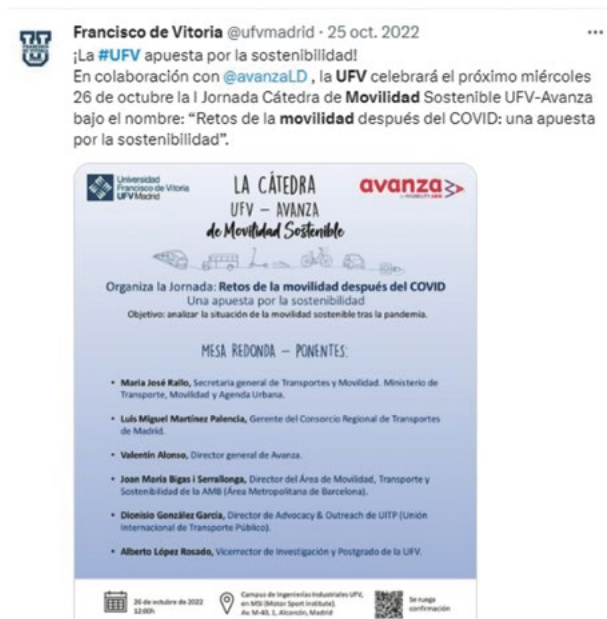 Francisco de Vitoria @ufvmadrid · 25 oct. 2022
¡La #UFV apuesta por la sostenibilidad!
En colaboración con @avanzaLD , la UFV celebrará el próximo miércoles
26 de octubre la I Jornada Cátedra de Movilidad Sostenible UFV-Avanza
bajo el nombre: “Retos de la movilidad después del COVID: una apuesta
por la sostenibilidad”.
Universidad
Francisco de Vitoria
UFV Madrid
LA CÁTEDRA
UFV – AVANZA
de Movilidad Sostenible
avanza
Organiza la Jornada: Retos de la movilidad después del COVID
Una apuesta por la sostenibilidad
Objetivo: analizar la situación de la movilidad sostenible tras la pandemia.
MESA REDONDA – PONENTES:
• María José Rallo, Secretaria general de Transportes y Movilidad. Ministerio de
Transporte, Movilidad y Agenda Urbana.
• Luis Miguel Martínez Palencia, Gerente del Consorcio Regional de Transportes
de Madrid.
• Valentín Alonso, Director general de Avanza.
• Joan María Bigas i Serrallonga, Director del Área de Movilidad, Transporte y
Sostenibilidad de la AMB (Área Metropolitana de Barcelona).
• Dionisio González García, Director de Advocacy & Outreach de UITP (Unión
Internacional de Transporte Público).
• Alberto López Rosado, Vicerrector de Investigación y Postgrado de la UFV.
26 de octubre de 2022
12:00h
Campus de Ingenierías Industriales UFV,
en MSI (Motor Sport Institute).
Av. M-40, 1, Alcorcón, Madrid
Se ruega
confirmación